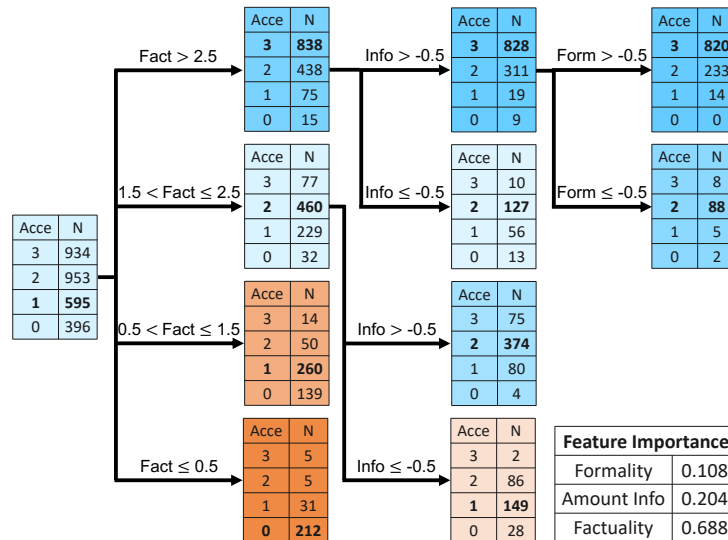 Acce N
3 934
2 953
1 595
0 396
Fact > 2.5
1.5 < Fact ≤ 2.5
0.5 < Fact ≤ 1.5
Fact ≤ 0.5
Acce N
3 838
2 438
1 75
0 15
Acce N
3 77
2 460
1 229
0 32
Acce N
3 14
2 50
1 260
0 139
Acce N
3 5
2 5
1 31
0 212
Info > -0.5
Info ≤ -0.5
Info > -0.5
Info ≤ -0.5
Acce N
3 828
2 311
1 19
0 9
Acce N
3 10
2 127
1 56
0 13
Acce N
3 75
2 374
1 80
0 4
Acce N
3 2
2 86
1 149
0 28
Form > -0.5
Form ≤ -0.5
Acce N
3 820
2 233
1 14
0 0
Acce N
3 8
2 88
1 5
0 2
Feature Importance
Formality 0.108
Amount Info 0.204
Factuality 0.688